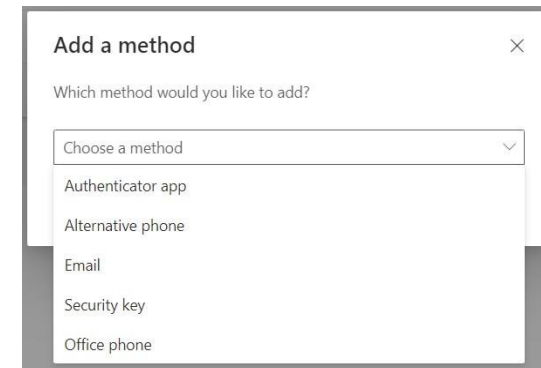 Add a method
Which method would you like to add?
Choose a method
Authenticator app
Alternative phone
Email
Security key
Office phone